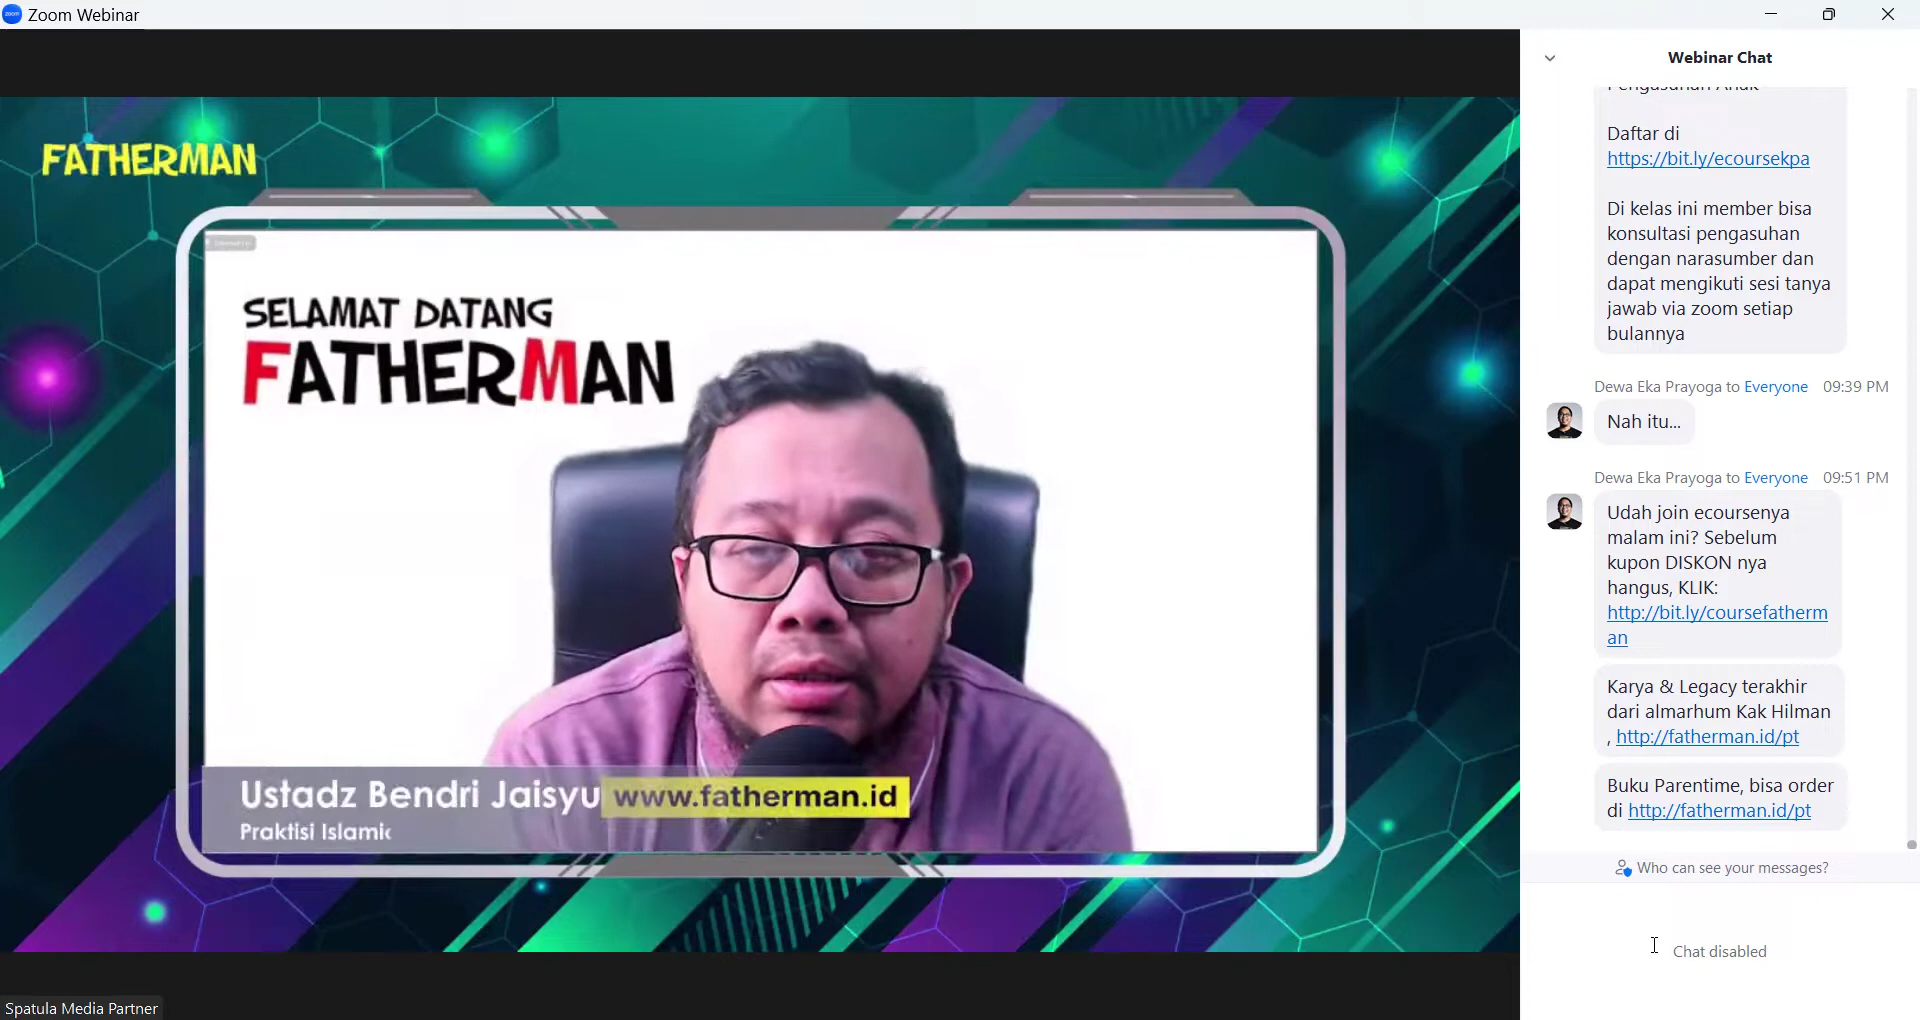 Zoom Webinar
FATHERMAN
SELAMAT DATANG
FATHERMAN
Ustadz Bendri Jaisyu
www.fatherman.id
Praktisi Islamic
Spatula Media Partner
Webinar Chat
Pengasuhan Anak
Daftar di
https://bit.ly/ecoursekpa
Di kelas ini member bisa
konsultasi pengasuhan
dengan narasumber dan
dapat mengikuti sesi tanya
jawab via zoom setiap
bulannya
Dewa Eka Prayoga to Everyone 09:39 PM
Nah itu...
Dewa Eka Prayoga to Everyone 09:51 PM
Udah join ecoursenya
malam ini? Sebelum
kupon DISKON nya
hangus, KLIK:
http://bit.ly/coursefatherm
an
Karya & Legacy terakhir
dari almarhum Kak Hilman
, http://fatherman.id/pt
Buku Parentime, bisa order
di http://fatherman.id/pt
Who can see your messages?
Chat disabled